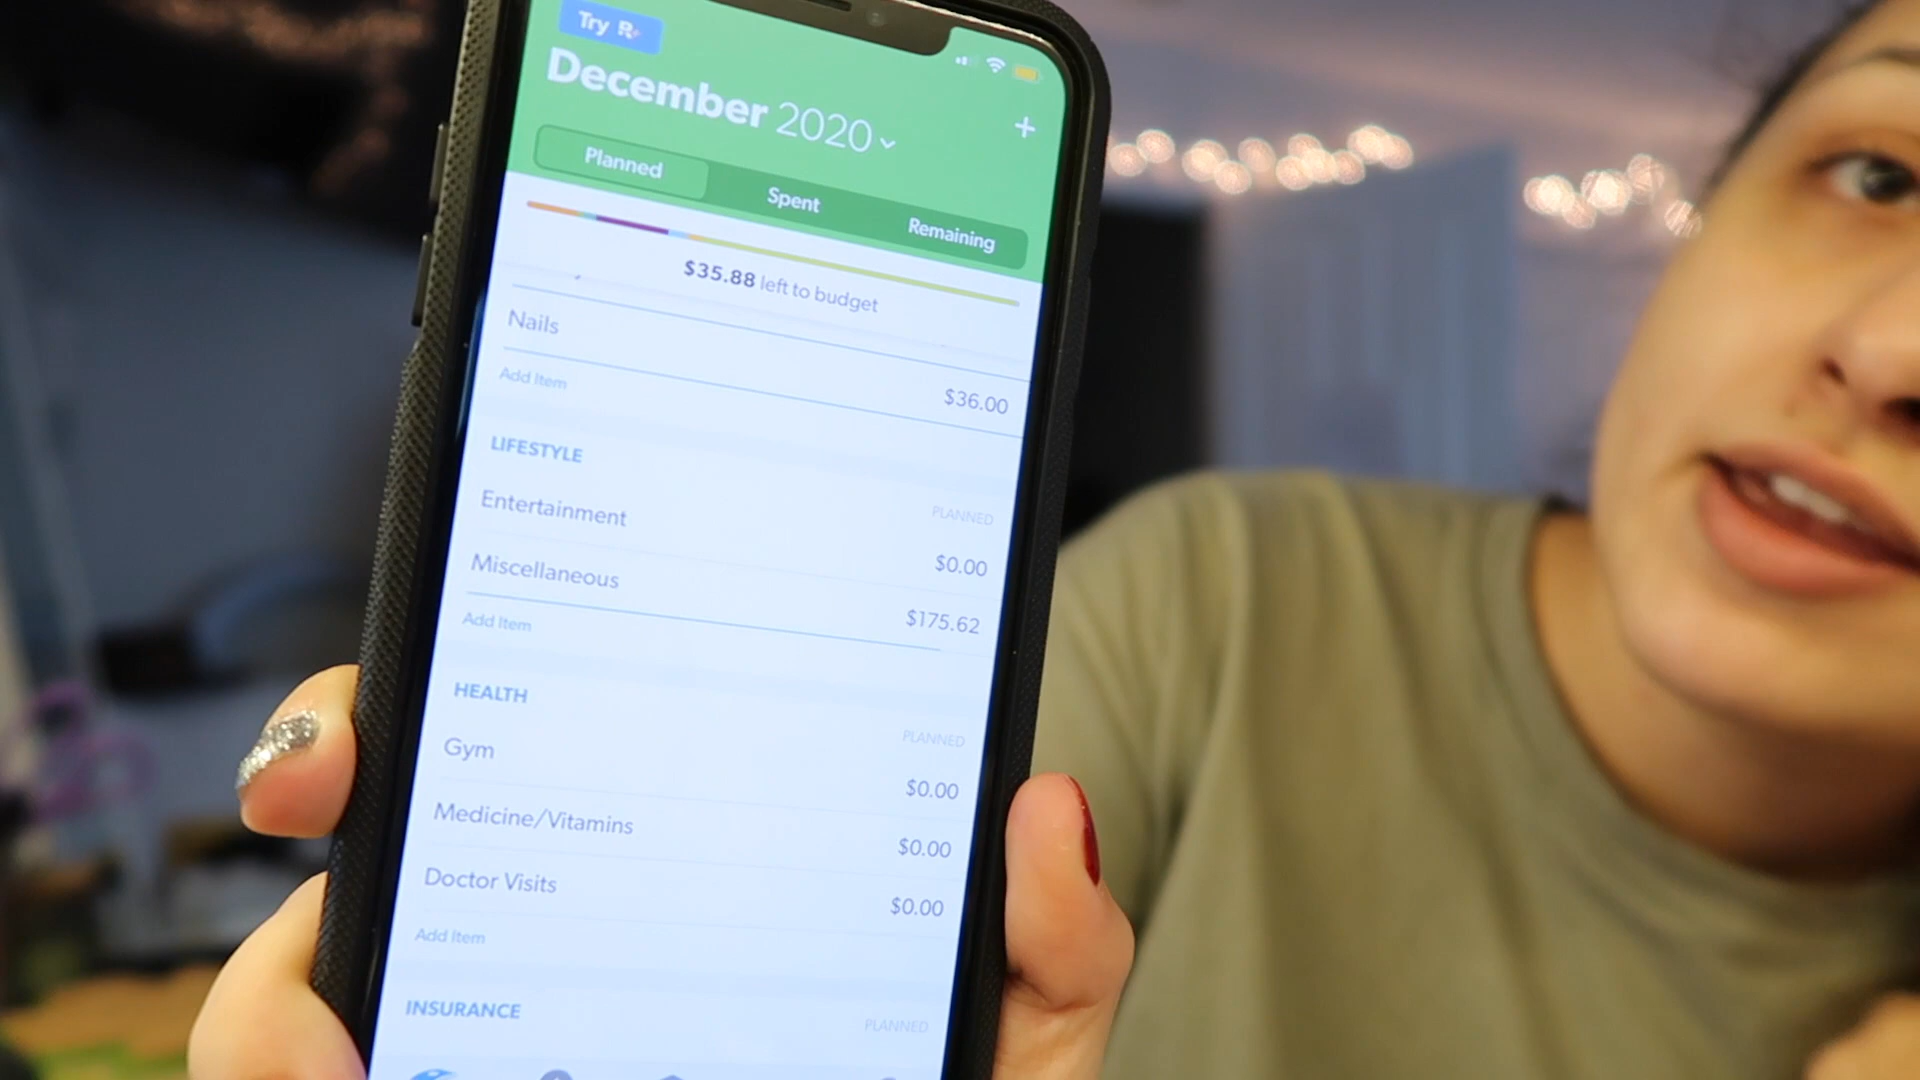 Try R+
December 2020
Planned Spent Remaining
$35.88 left to budget
Nails $36.00
Add Item
LIFESTYLE PLANNED
Entertainment $0.00
Miscellaneous $175.62
Add Item
HEALTH PLANNED
Gym $0.00
Medicine/Vitamins $0.00
Doctor Visits $0.00
Add Item
INSURANCE PLANNED